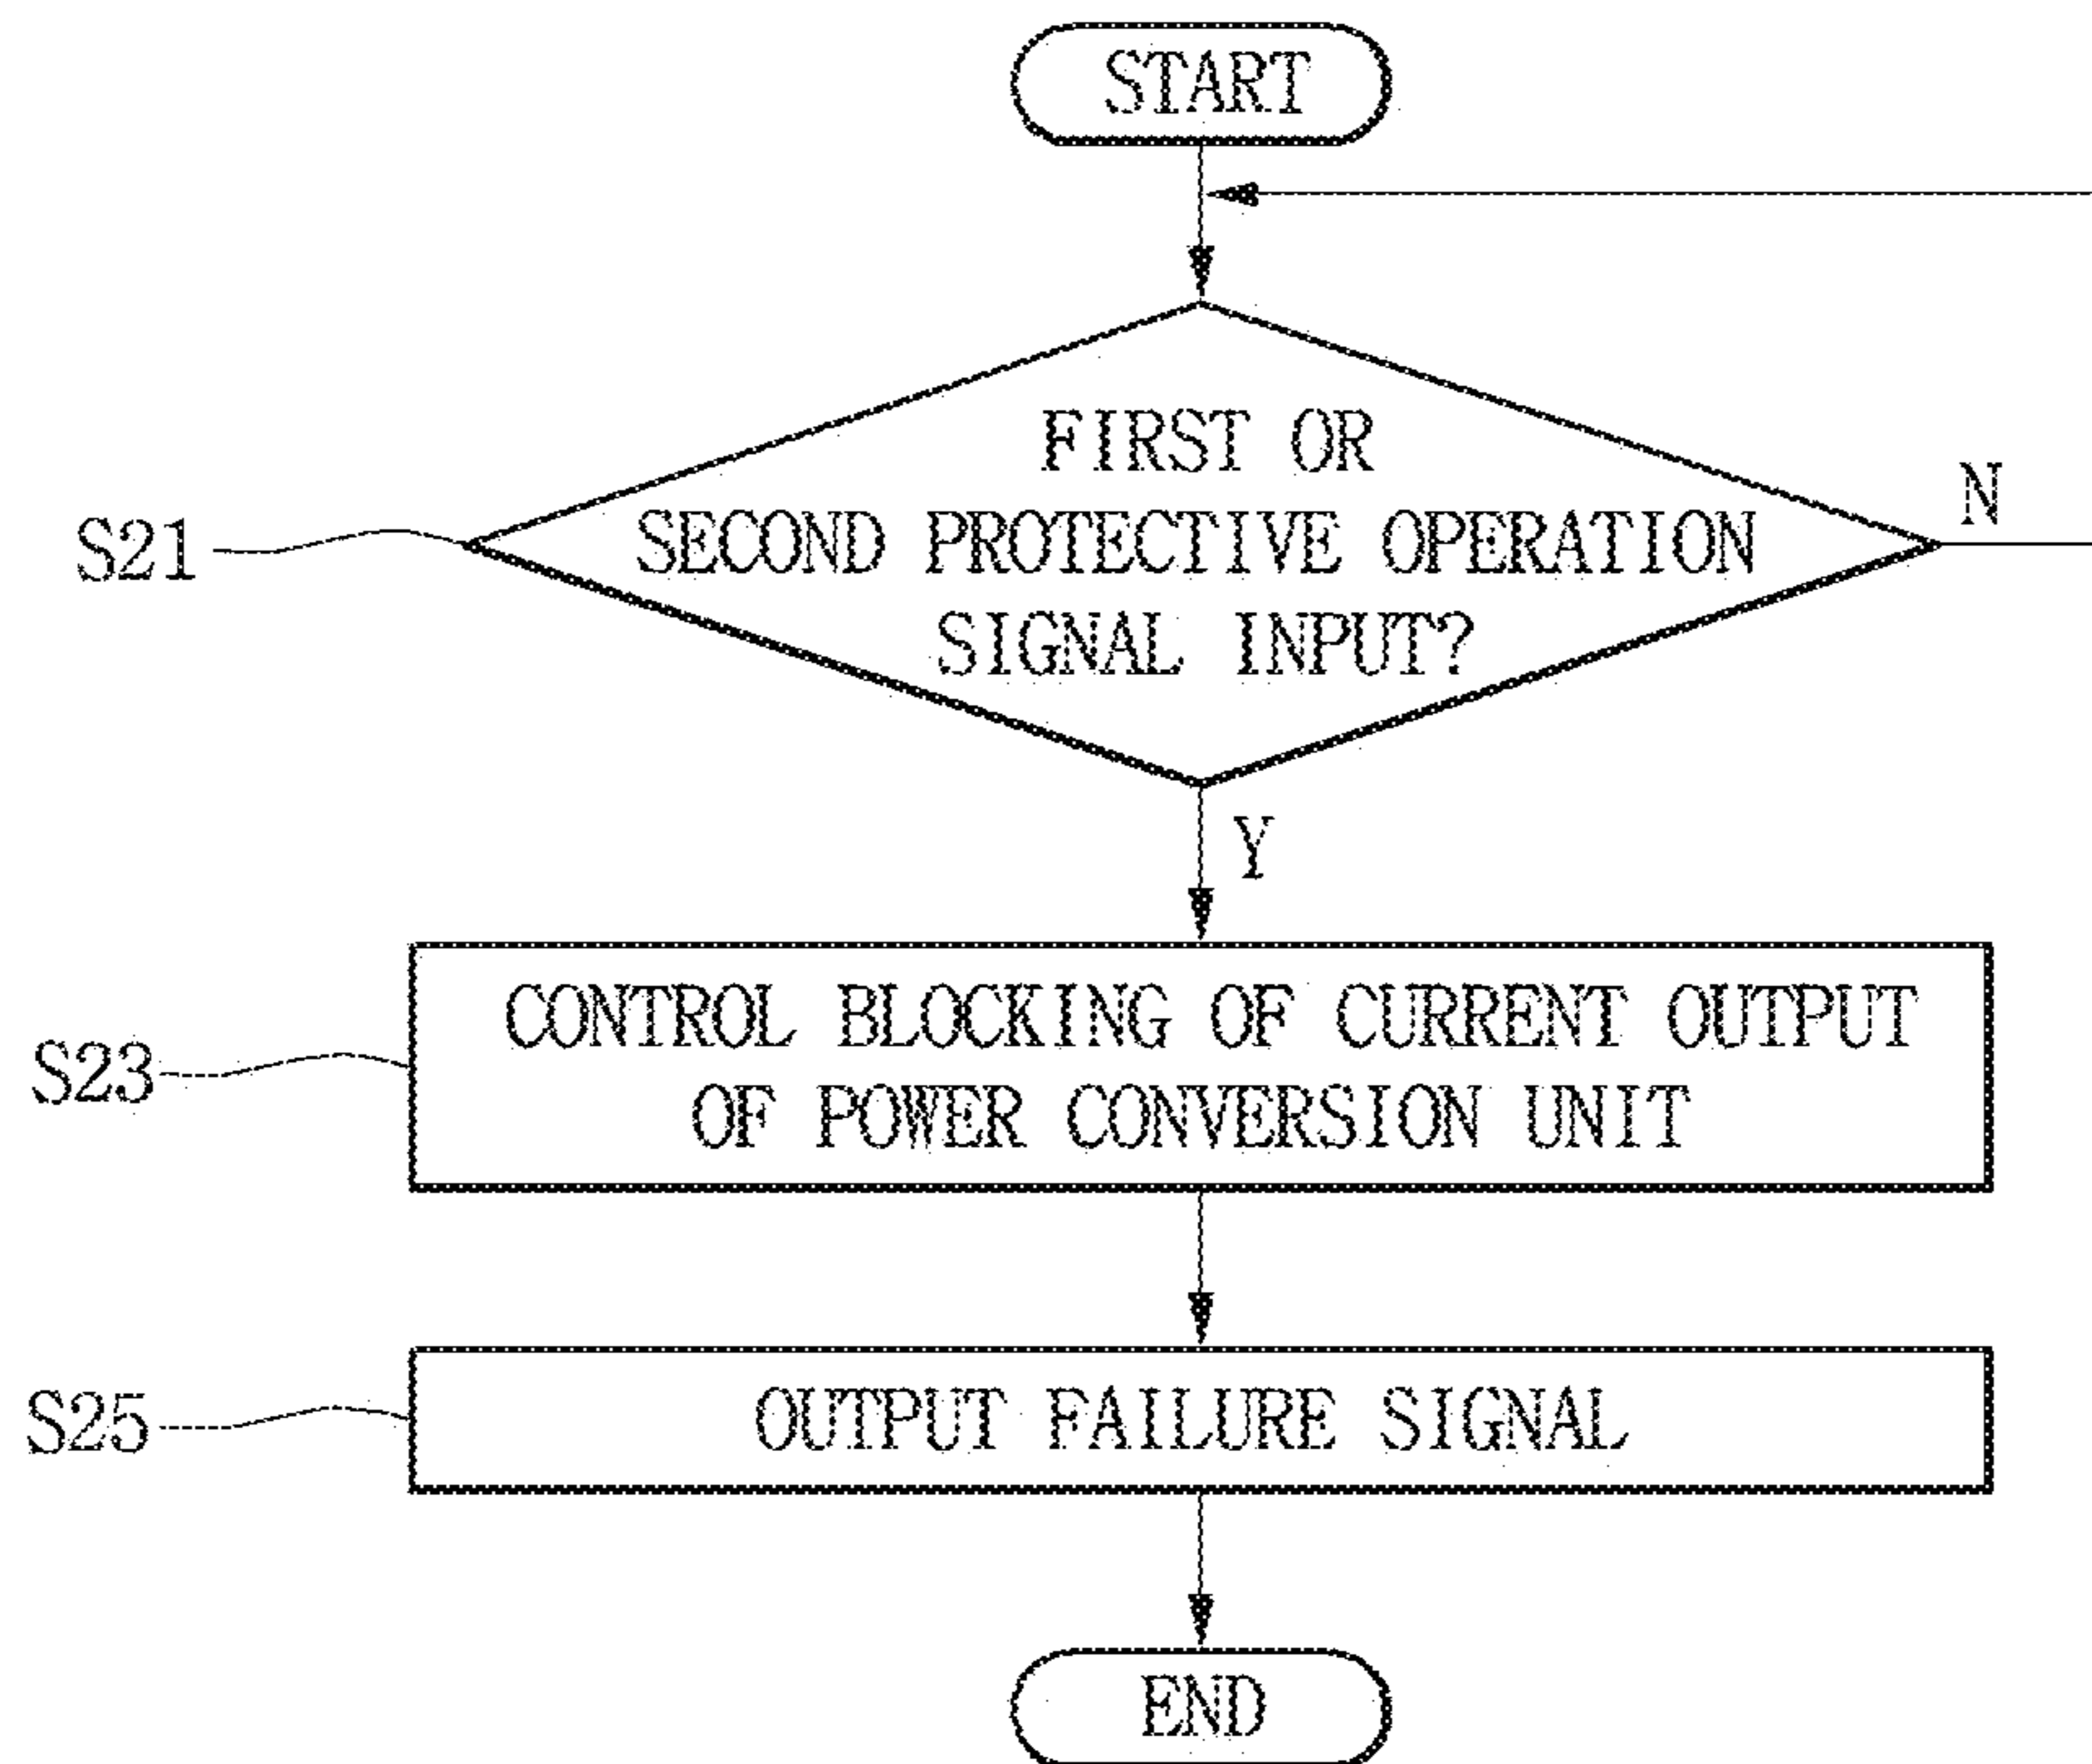 START
FIRST OR
SECOND PROTECTIVE OPERATION
SIGNAL INPUT?
N
S21
Y
CONTROL BLOCKING OF CURRENT OUTPUT
OF POWER CONVERSION UNIT
S23
OUTPUT FAILURE SIGNAL
S25
END